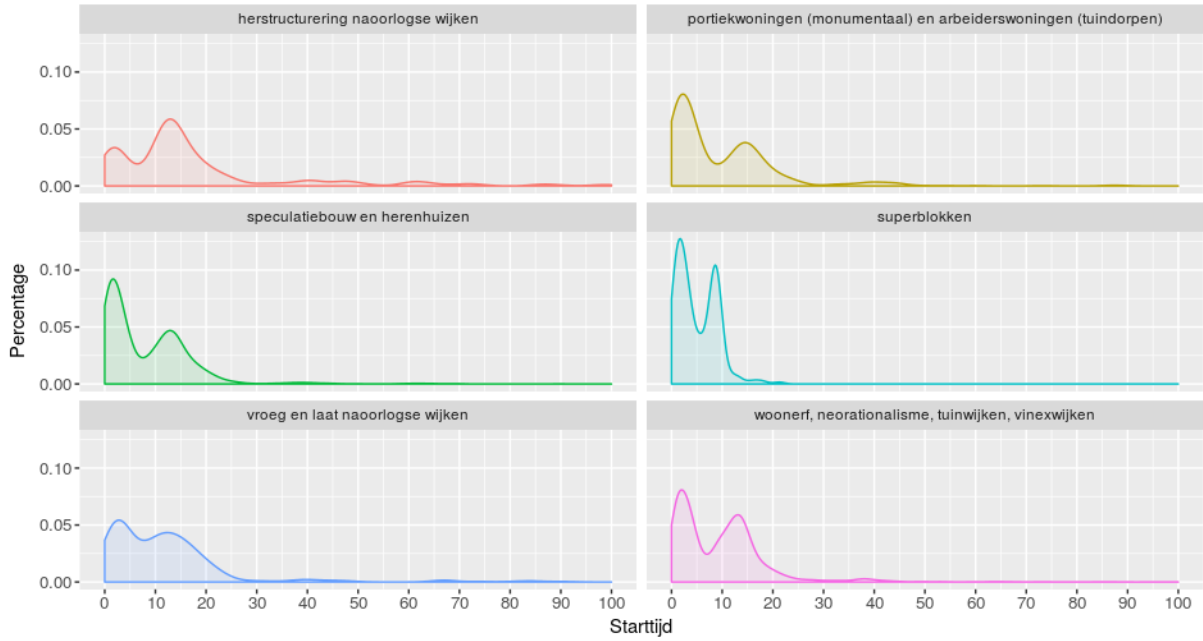 herstructurering naoorlogse wijken
portiekwoningen (monumentaal) en arbeiderswoningen (tuindorpen)
0.10
0.05
0.00
speculatiebouw en herenhuizen
superblokken
Percentage
0.10
0.05
0.00
vroeg en laat naoorlogse wijken
woonerf, neorationalisme, tuinwijken, vinexwijken
0.10
0.05
0.00
0 10 20 30 40 50 60 70 80 90 100
0 10 20 30 40 50 60 70 80 90 100
Starttijd